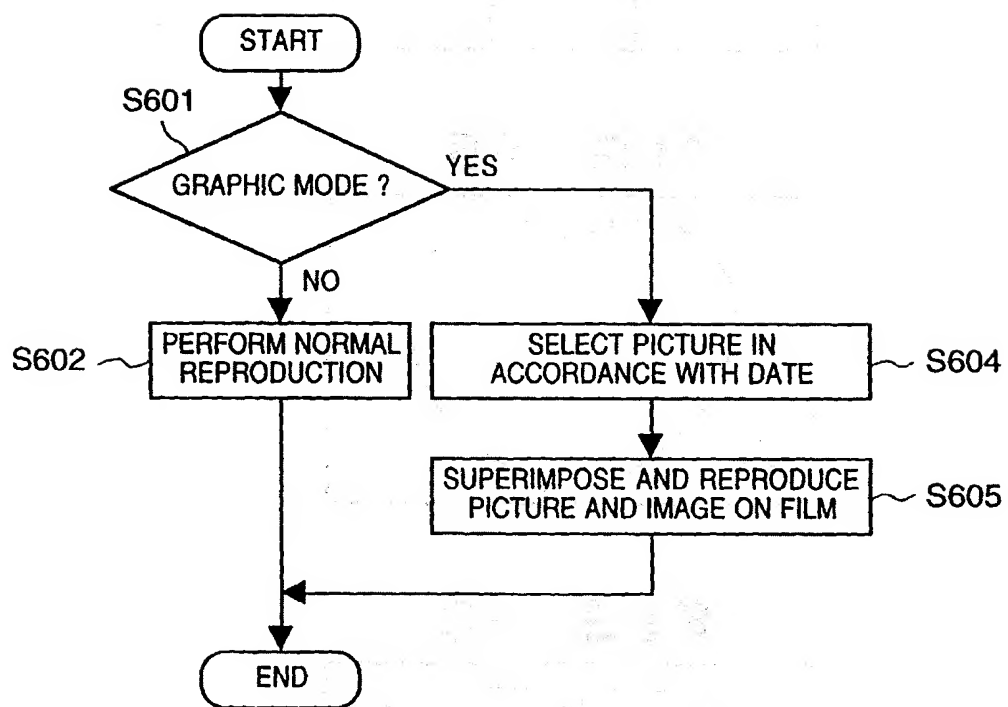 START
S601
GRAPHIC MODE ?
YES
NO
S602
PERFORM NORMAL
REPRODUCTION
SELECT PICTURE IN
ACCORDANCE WITH DATE
S604
SUPERIMPOSE AND REPRODUCE
PICTURE AND IMAGE ON FILM
S605
END